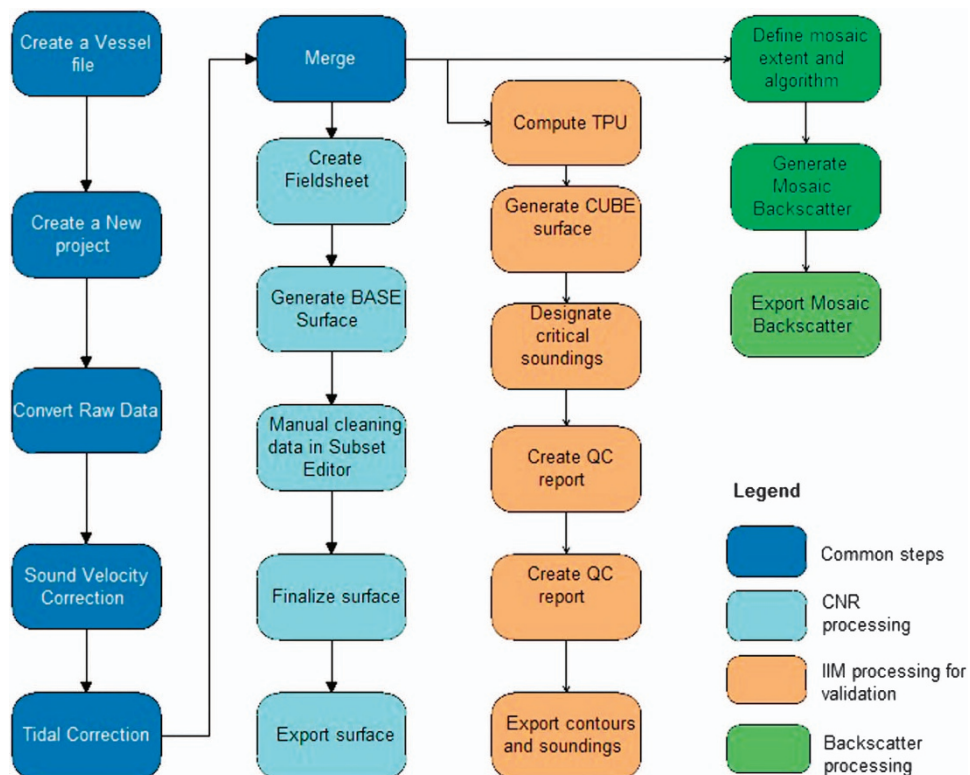 Create a Vessel
file
Create a New
project
Convert Raw Data
Sound Velocity
Correction
Tidal Correction
Merge
Create
Fieldsheet
Generate BASE
Surface
Manual cleaning
data in Subset
Editor
Finalize surface
Export surface
Compute TPU
Generate CUBE
surface
Designate
critical
soundings
Create QC
report
Create QC
report
Export contours
and soundings
Define mosaic
extent and
algorithm
Generate
Mosaic
Backscatter
Export Mosaic
Backscatter
Legend
Common steps
CNR
processing
IIM processing for
validation
Backscatter
processing